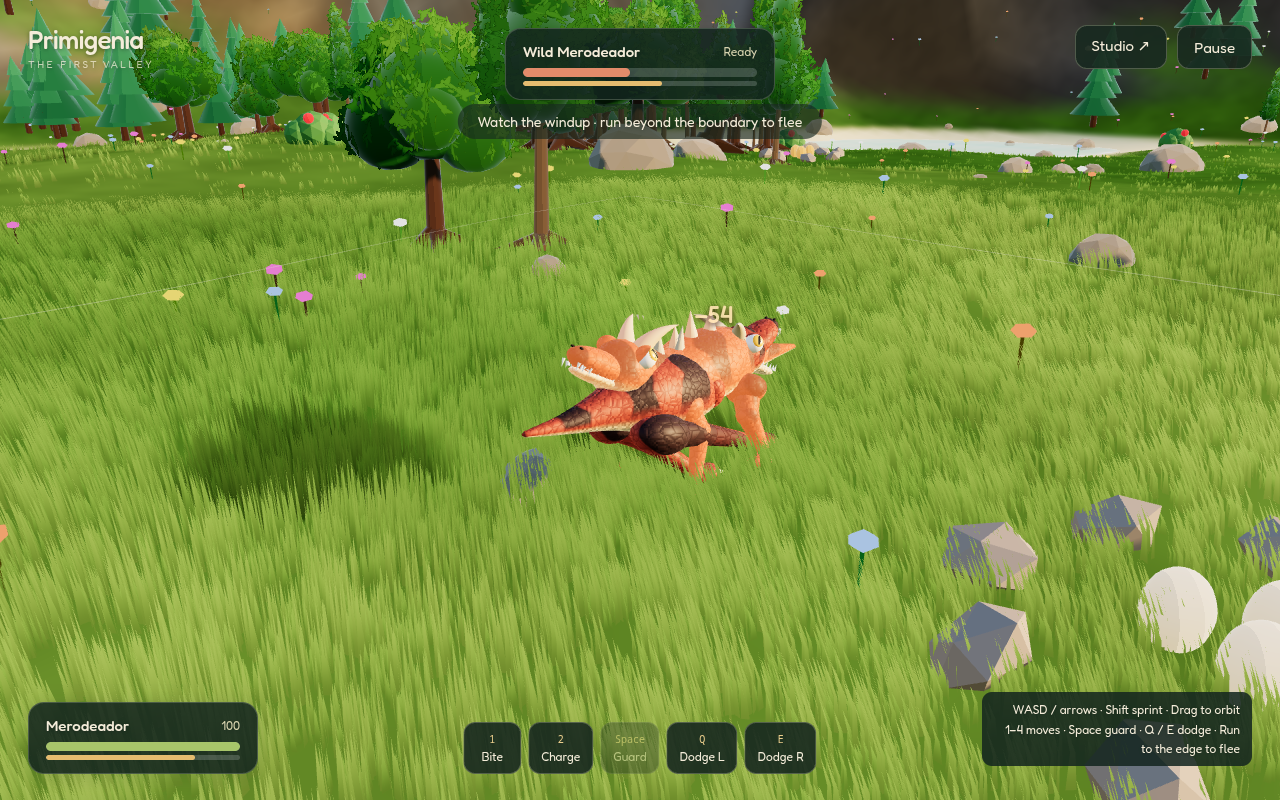 Primigenia
THE FIRST VALLEY
Wild Merodeador
Ready
Watch the windup · run beyond the boundary to flee
Studio ↗
Pause
−54
Merodeador
100
1
Bite
2
Charge
Space
Guard
Q
Dodge L
E
Dodge R
WASD / arrows · Shift sprint · Drag to orbit
1–4 moves · Space guard · Q / E dodge · Run
to the edge to flee